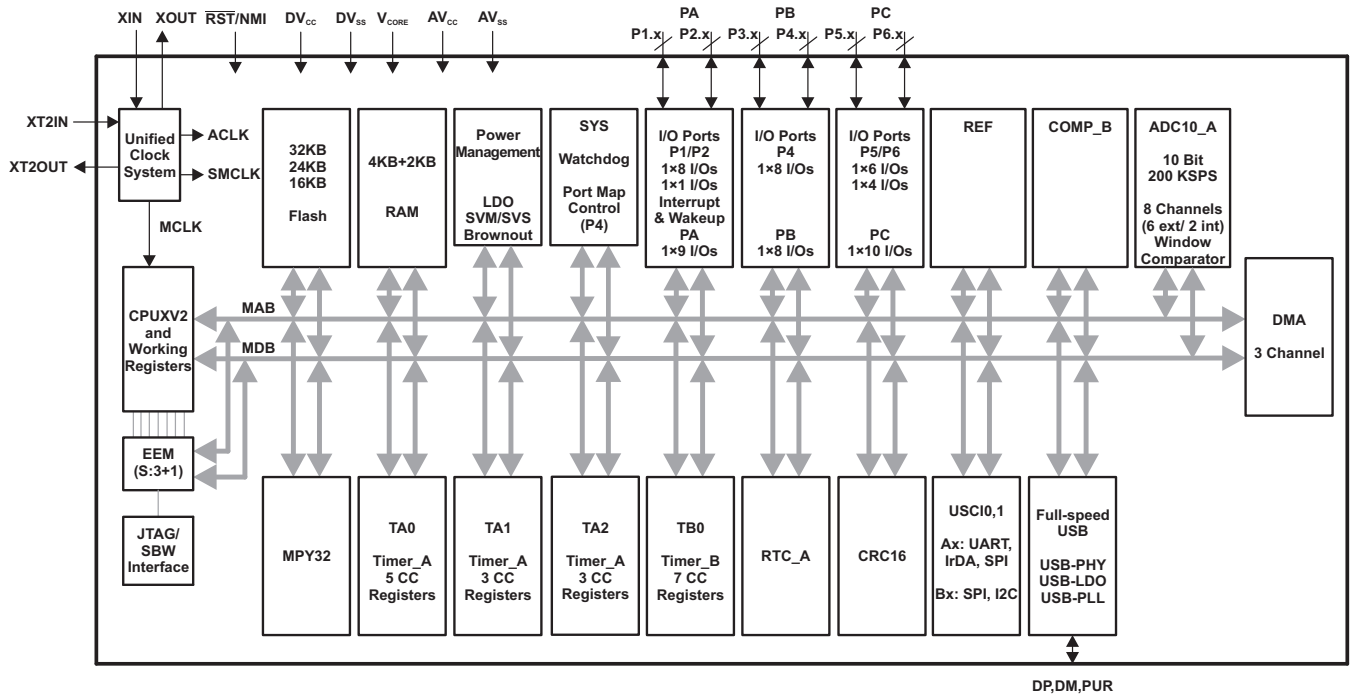 XIN XOUT RST/NMI DVCC DVSS VCORE AVCC AVSS
PA PB PC
P1.x P2.x P3.x P4.x P5.x P6.x
XT2IN
XT2OUT
Unified
Clock
System
ACLK
SMCLK
MCLK
32KB
24KB
16KB
Flash
4KB+2KB
RAM
Power
Management
LDO
SVM/SVS
Brownout
SYS
Watchdog
Port Map
Control
(P4)
I/O Ports
P1/P2
1×8 I/Os
1×1 I/Os
Interrupt
& Wakeup
PA
1×9 I/Os
I/O Ports
P4
1×8 I/Os
PB
1×8 I/Os
I/O Ports
P5/P6
1×6 I/Os
1×4 I/Os
PC
1×10 I/Os
REF
COMP_B
ADC10_A
10 Bit
200 KSPS
8 Channels
(6 ext/ 2 int)
Window
Comparator
CPUXV2
and
Working
Registers
MAB
MDB
DMA
3 Channel
EEM
(S:3+1)
JTAG/
SBW
Interface
MPY32
TA0
Timer_A
5 CC
Registers
TA1
Timer_A
3 CC
Registers
TA2
Timer_A
3 CC
Registers
TB0
Timer_B
7 CC
Registers
RTC_A
CRC16
USCI0,1
Ax: UART,
IrDA, SPI
Bx: SPI, I2C
Full-speed
USB
USB-PHY
USB-LDO
USB-PLL
DP,DM,PUR